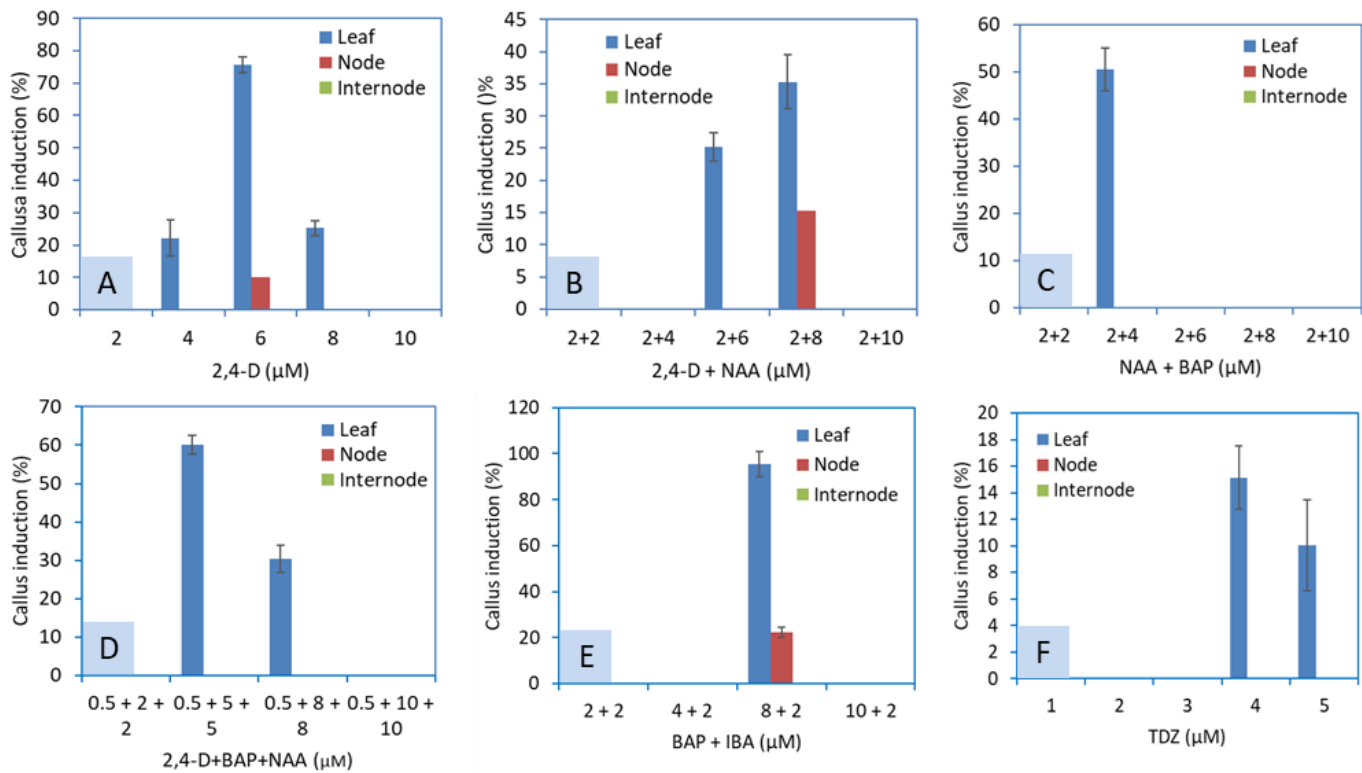 90
80
70
60
50
40
30
20
10
0
Callusa induction (%)
Leaf
Node
Internode
A
2 4 6 8 10
2,4-D (µM)
45
40
35
30
25
20
15
10
5
0
Callus induction ()%
Leaf
Node
Internode
B
2+2 2+4 2+6 2+8 2+10
2,4-D + NAA (µM)
60
50
40
30
20
10
0
Callus induction (%)
Leaf
Node
Internode
C
2+2 2+4 2+6 2+8 2+10
NAA + BAP (µM)
70
60
50
40
30
20
10
0
Callus induction (%)
Leaf
Node
Internode
D
0.5 + 2 + 0.5 + 5 + 0.5 + 8 + 0.5 + 10 +
2 5 8 10
2,4-D+BAP+NAA (µM)
120
100
80
60
40
20
0
Callus induction (%)
Leaf
Node
Internode
E
2 + 2 4 + 2 8 + 2 10 + 2
BAP + IBA (µM)
20
18
16
14
12
10
8
6
4
2
0
Callus induction (%)
Leaf
Node
Internode
F
1 2 3 4 5
TDZ (µM)